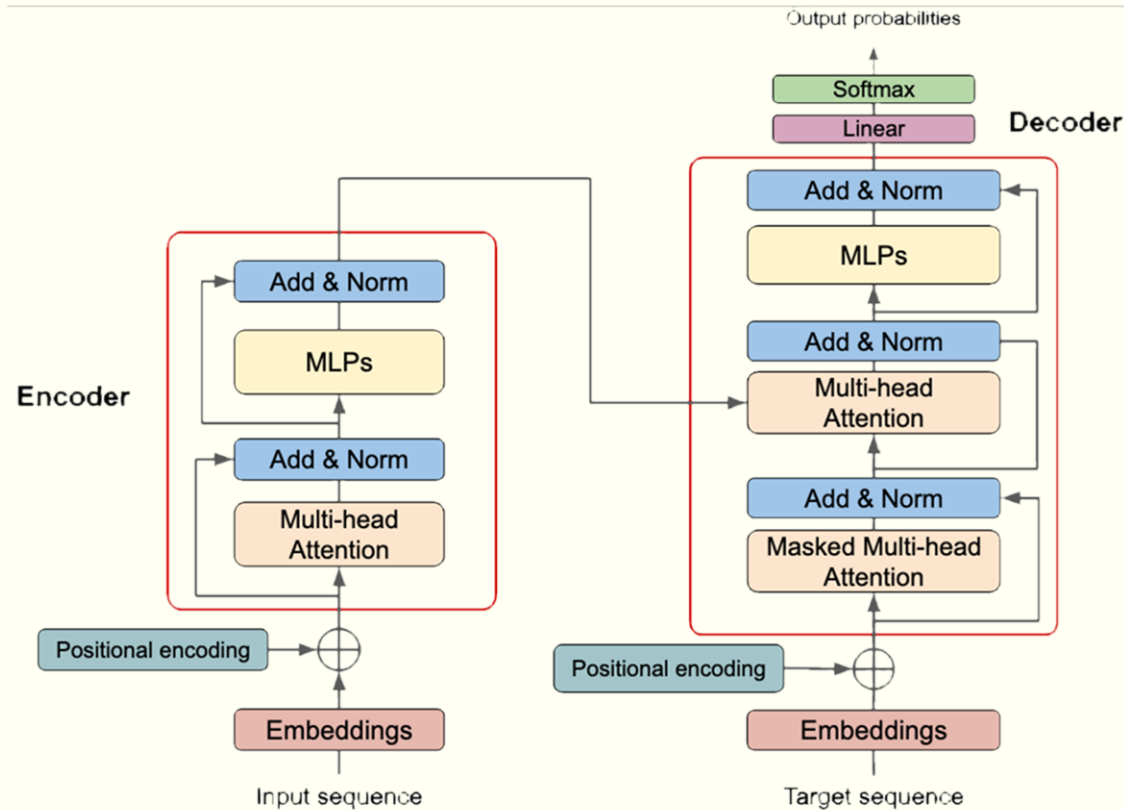 Output probabilities
Softmax
Linear
Decoder
Add & Norm
MLPs
Add & Norm
Multi-head
Attention
Add & Norm
Masked Multi-head
Attention
Positional encoding
Embeddings
Target sequence
Encoder
Add & Norm
MLPs
Add & Norm
Multi-head
Attention
Positional encoding
Embeddings
Input sequence